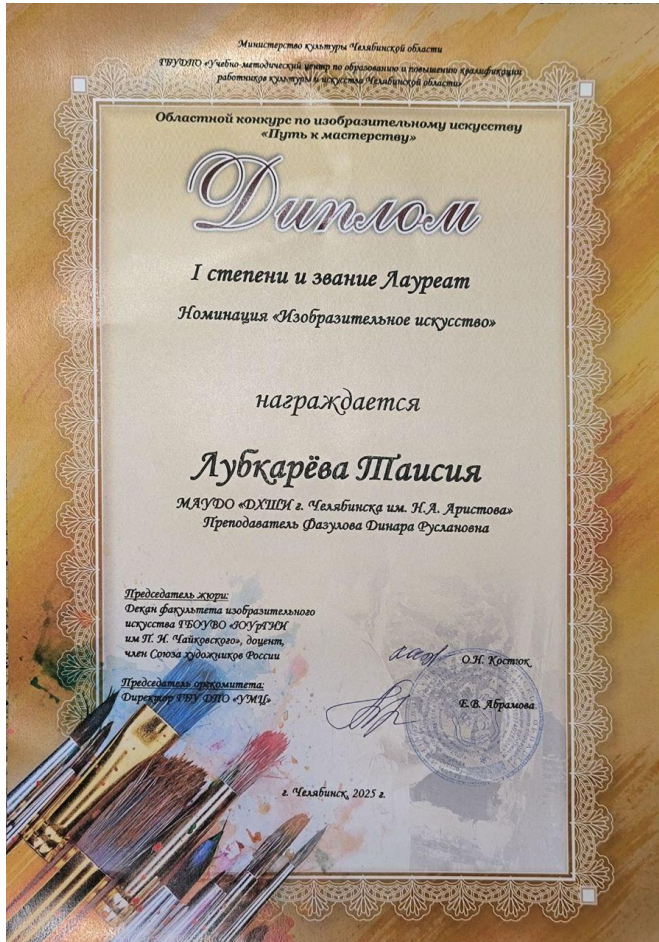 Министерство культуры Челябинской области
ГБУДПО «Учебно-методический центр по образованию и повышению квалификации
работников культуры и искусства Челябинской области»
Областной конкурс по изобразительному искусству
«Путь к мастерству»
Диплом
I степени и звание Лауреат
Номинация «Изобразительное искусство»
награждается
Лубкарёва Таисия
МАУДО «ДХШИ г. Челябинска им. Н.А. Аристова»
Преподаватель Фазулова Динара Руслановна
Председатель жюри:
Декан факультета изобразительного
искусства ГБОУВО «ЮУрГИИ
им П. И. Чайковского», доцент,
член Союза художников России
О.Н. Костюк
Председатель оргкомитета:
Директор ГБУ ДПО «УМЦ»
Е.В. Абрамова
г. Челябинск, 2025 г.